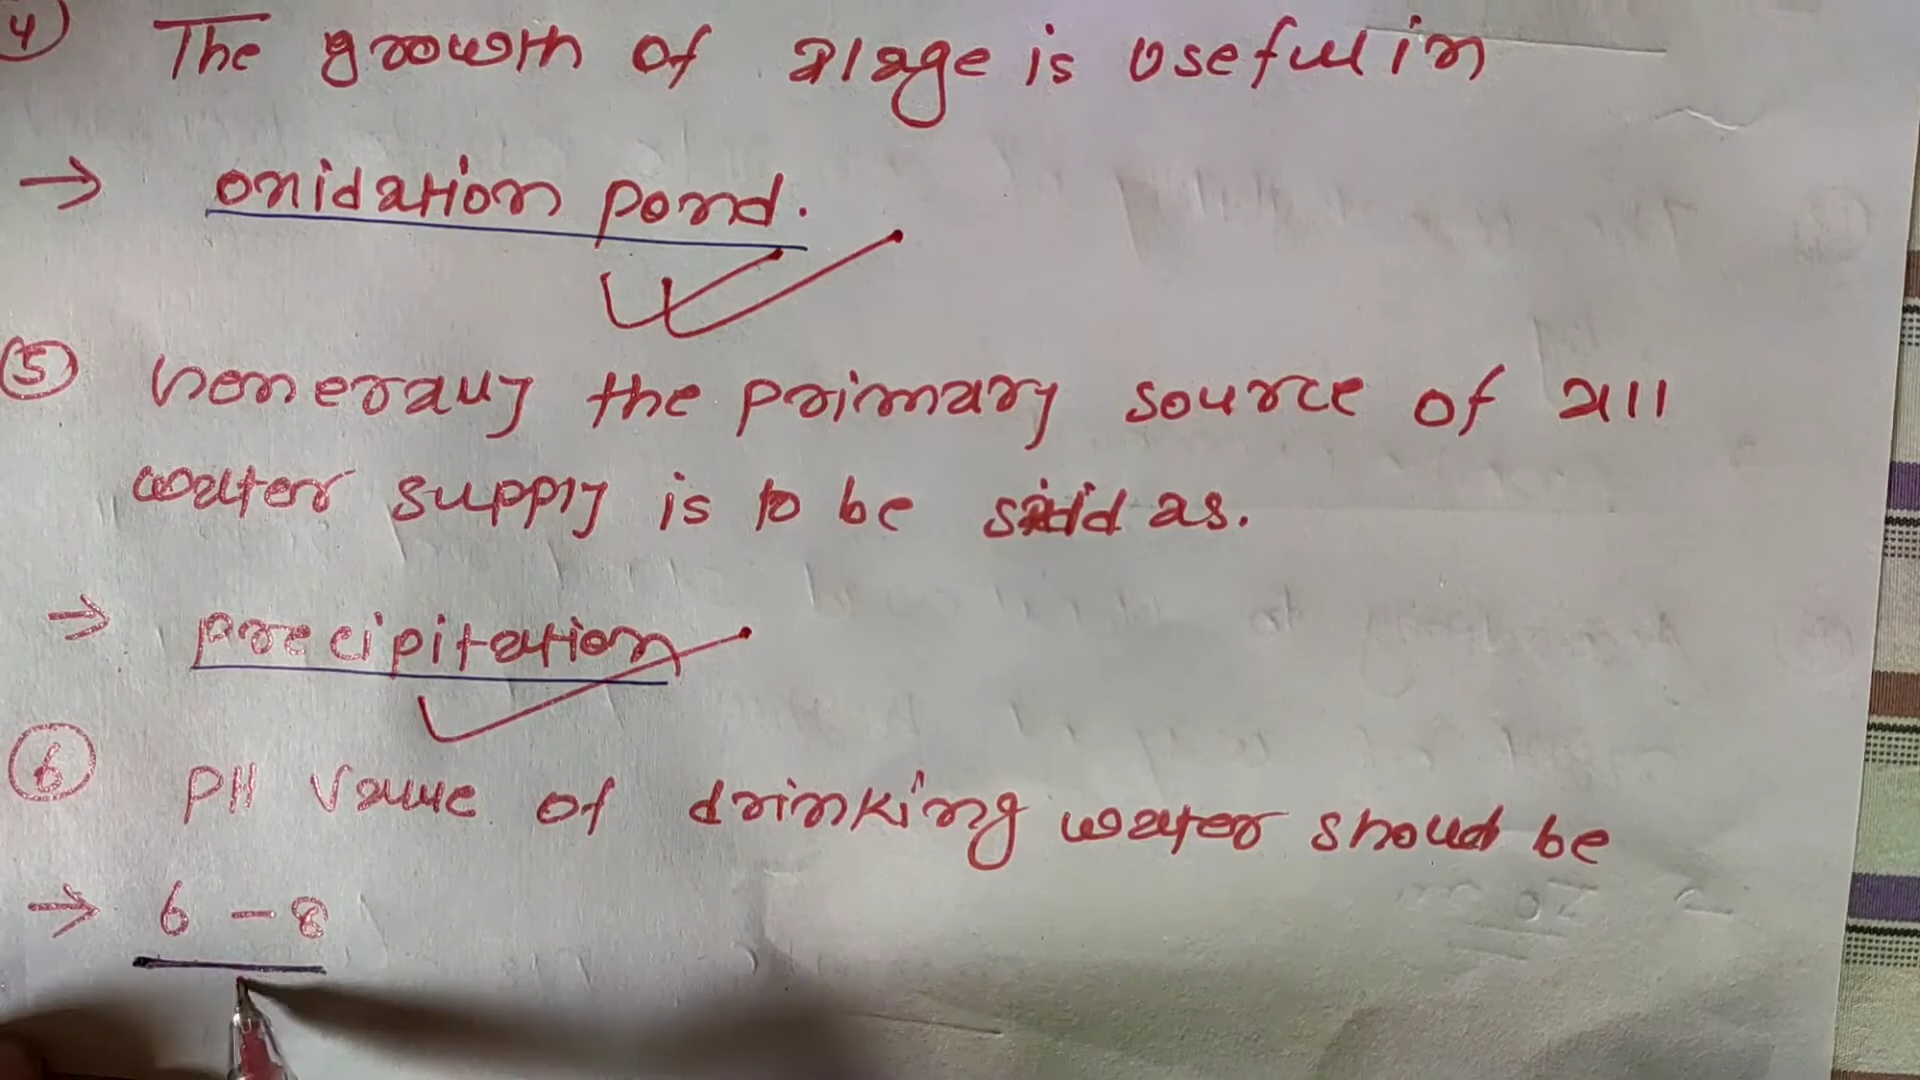 4 The growth of alage is useful in
→ oxidation pond.
5 Generally the primary source of all
water supply is to be said as.
→ precipitation
6 PH Value of drinking water should be
→ 6 - 8